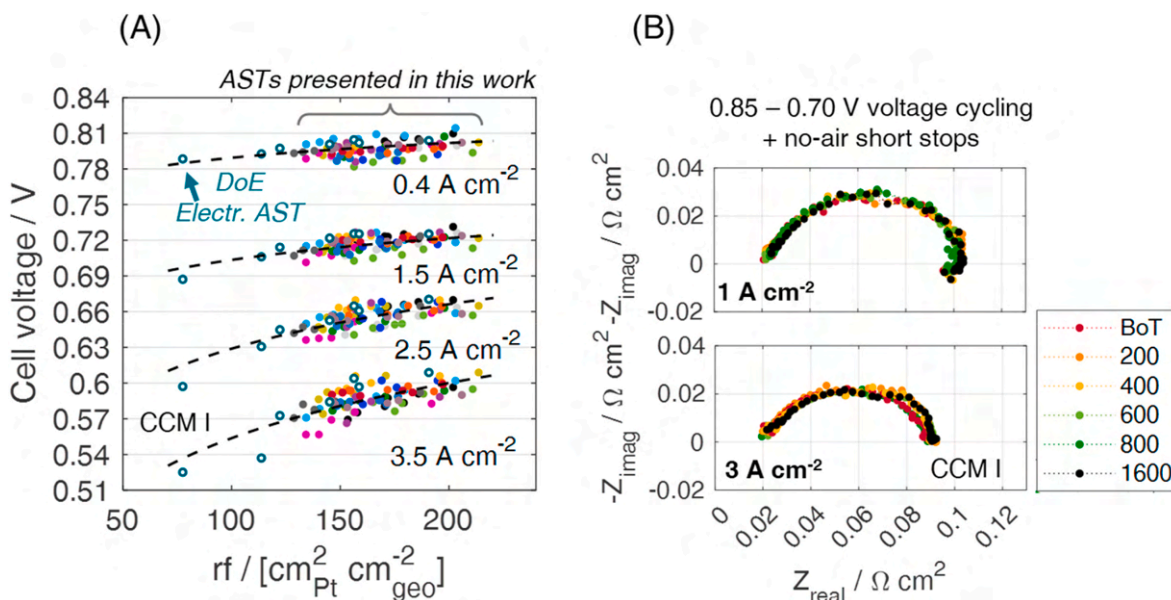 (A)
ASTs presented in this work
0.84
0.81
0.78
0.75
0.72
0.69
0.66
0.63
0.6
0.57
0.54
0.51
Cell voltage / V
DoE
Electr. AST
0.4 A cm-2
1.5 A cm-2
2.5 A cm-2
CCM I
3.5 A cm-2
50
100
150
200
rf / [cm2Pt cm-2geo]
(B)
0.85 – 0.70 V voltage cycling
+ no-air short stops
0.04
0.02
0
-0.02
-Zimag / Ω cm2
1 A cm-2
0.04
0.02
0
-0.02
-Zimag / Ω cm2
3 A cm-2
CCM I
0
0.02
0.04
0.06
0.08
0.1
0.12
Zreal / Ω cm2
BoT
200
400
600
800
1600